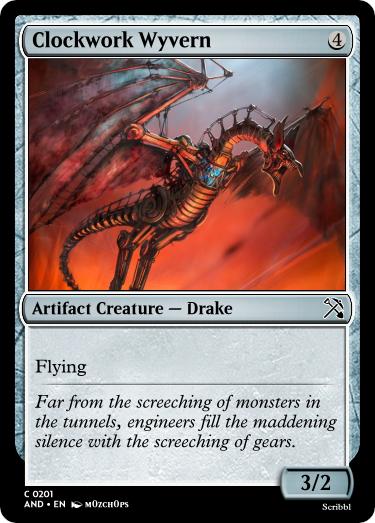 Clockwork Wyvern 4
Artifact Creature — Drake
Flying
Far from the screeching of monsters in
the tunnels, engineers fill the maddening
silence with the screeching of gears.
3/2
C 0201
AND • EN M0ZCH0PS
Scribbl